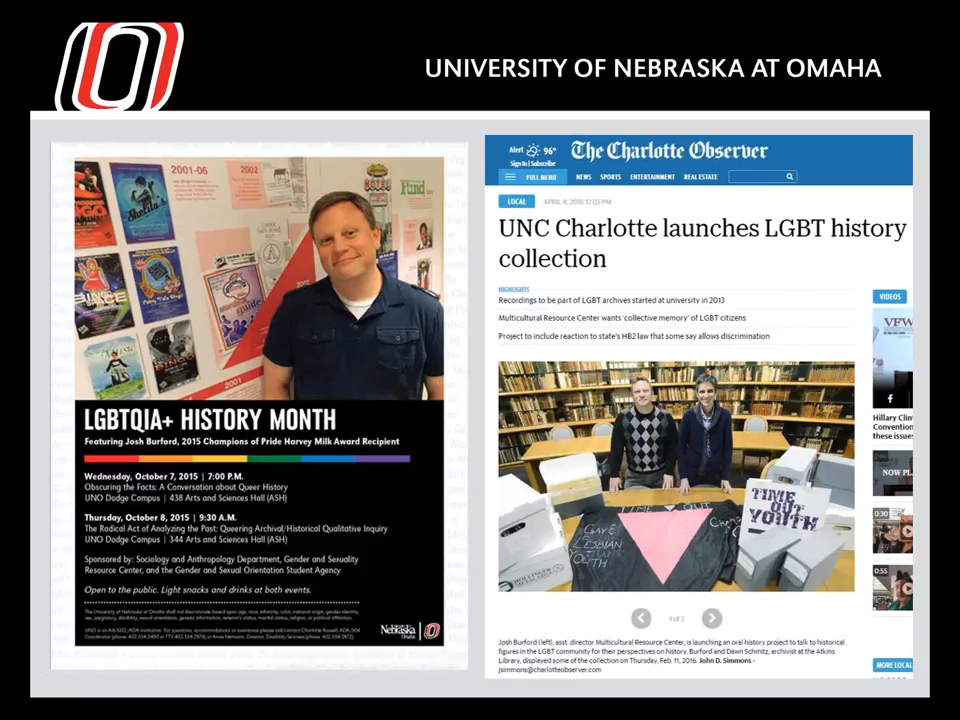 UNIVERSITY OF NEBRASKA AT OMAHA
2001-06
2002
Fund
2001
LGBTQIA+ HISTORY MONTH
Featuring Josh Burford, 2015 Champions of Pride Harvey Milk Award Recipient
Wednesday, October 7, 2015 | 7:00 P.M.
Obscuring the Facts: A Conversation about Queer History
UNO Dodge Campus | 438 Arts and Sciences Hall (ASH)
Thursday, October 8, 2015 | 9:30 A.M.
The Radical Act of Analyzing the Past: Queering Archival/Historical Qualitative Inquiry
UNO Dodge Campus | 344 Arts and Sciences Hall (ASH)
Sponsored by: Sociology and Anthropology Department, Gender and Sexuality
Resource Center, and the Gender and Sexual Orientation Student Agency
Open to the public. Light snacks and drinks at both events.
Nebraska
Omaha
Alert 96°
Sign In | Subscribe
The Charlotte Observer
FULL MENU NEWS SPORTS ENTERTAINMENT REAL ESTATE
LOCAL APRIL 8, 2016 12:05 PM
UNC Charlotte launches LGBT history
collection
HIGHLIGHTS
Recordings to be part of LGBT archives started at university in 2013
Multicultural Resource Center wants 'collective memory' of LGBT citizens
Project to include reaction to state's HB2 law that some say allows discrimination
TIME OUT
GAYE
LESBIAN
YOUTH
TIME
OUT
YOUTH
1 of 3
Josh Burford (left), asst. director Multicultural Resource Center, is launching an oral history project to talk to historical
figures in the LGBT community for their perspectives on history. Burford and Dawn Schmitz, archivist at the Atkins
Library, displayed some of the collection on Thursday, Feb. 11, 2016. John D. Simmons -
jsimmons@charlotteobserver.com
VIDEOS
VFW
Hillary Clin
Convention
these issues
NOW PL
0:30
0:55
MORE LOCAL